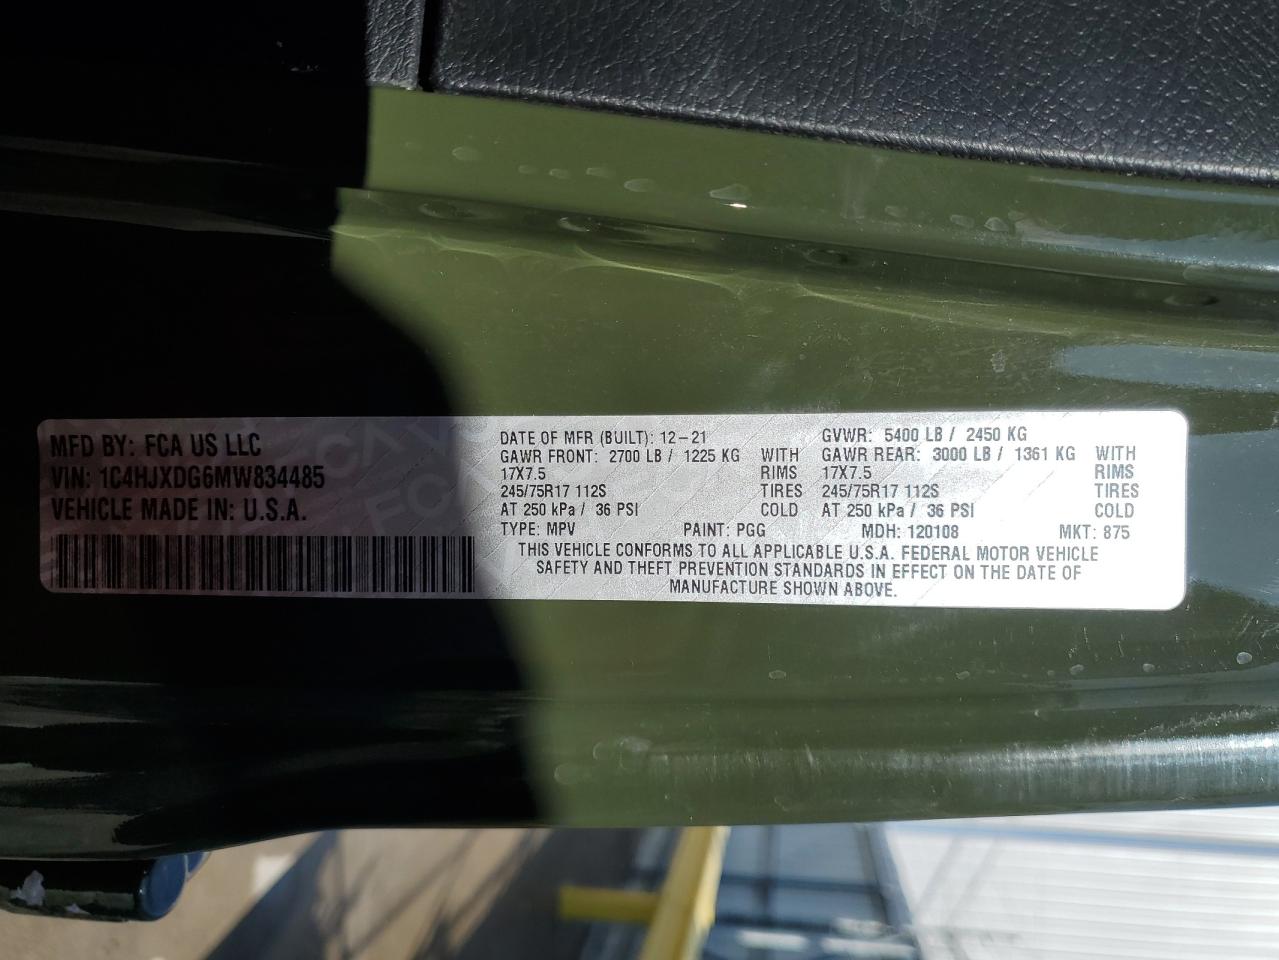 MFD BY: FCA US LLC
VIN: 1C4HJXDG6MW834485
VEHICLE MADE IN: U.S.A.
DATE OF MFR (BUILT): 12-21 GVWR: 5400 LB / 2450 KG
GAWR FRONT: 2700 LB / 1225 KG WITH GAWR REAR: 3000 LB / 1361 KG WITH
17X7.5 RIMS 17X7.5 RIMS
245/75R17 112S TIRES 245/75R17 112S TIRES
AT 250 kPa / 36 PSI COLD AT 250 kPa / 36 PSI COLD
TYPE: MPV PAINT: PGG MDH: 120108 MKT: 875
THIS VEHICLE CONFORMS TO ALL APPLICABLE U.S.A. FEDERAL MOTOR VEHICLE
SAFETY AND THEFT PREVENTION STANDARDS IN EFFECT ON THE DATE OF
MANUFACTURE SHOWN ABOVE.